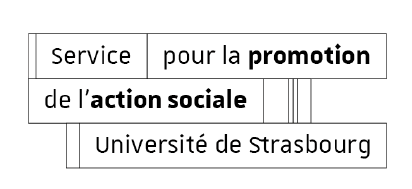 Service pour la promotion
de l'action sociale
Université de Strasbourg